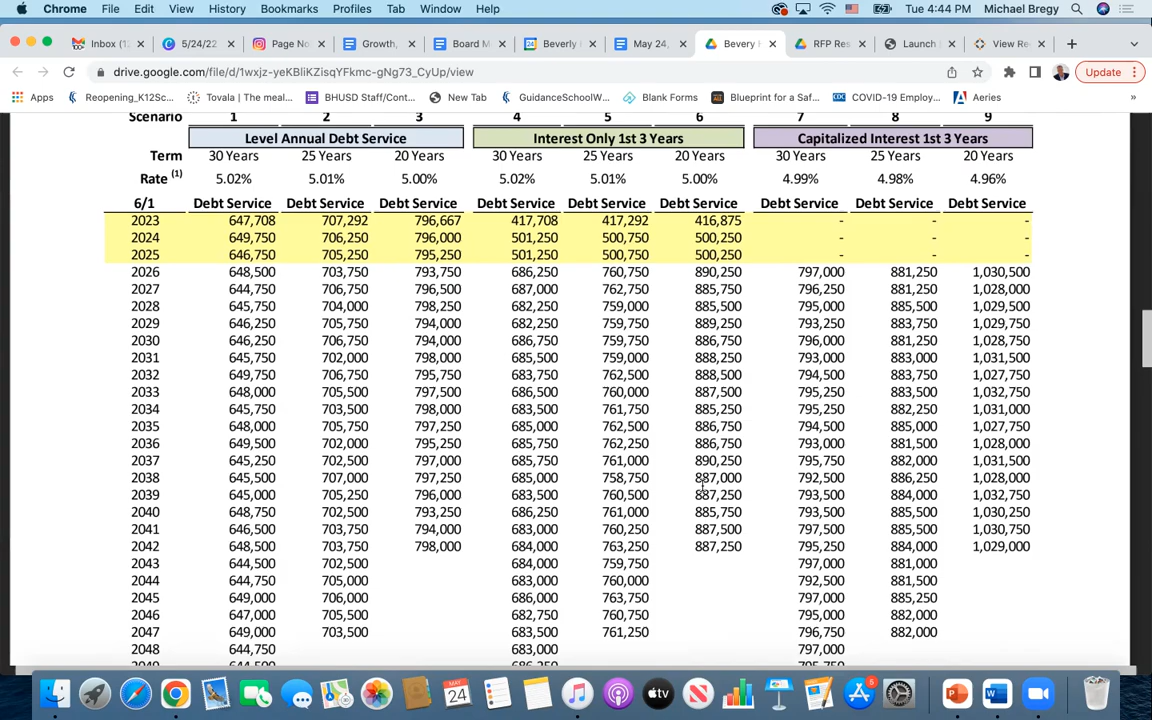 Chrome File Edit View History Bookmarks Profiles Tab Window Help Tue 4:44 PM Michael Bregy
Inbox (12 5/24/22 Page No Growth, Board M Beverly May 24, Bevery H RFP Res Launch View Re
drive.google.com/file/d/1wxjz-yeKBliKZisqYFkmc-gNg73_CyUp/view Update
Apps Reopening_K12Sc... Tovala | The meal... BHUSD Staff/Cont... New Tab GuidanceSchoolW... Blank Forms Blueprint for a Saf... COVID-19 Employ... Aeries »
Scenario 1 2 3 4 5 6 7 8 9
Level Annual Debt Service Interest Only 1st 3 Years Capitalized Interest 1st 3 Years
Term 30 Years 25 Years 20 Years 30 Years 25 Years 20 Years 30 Years 25 Years 20 Years
Rate (1) 5.02% 5.01% 5.00% 5.02% 5.01% 5.00% 4.99% 4.98% 4.96%
6/1 Debt Service Debt Service Debt Service Debt Service Debt Service Debt Service Debt Service Debt Service Debt Service
2023 647,708 707,292 796,667 417,708 417,292 416,875 - - -
2024 649,750 706,250 796,000 501,250 500,750 500,250 - - -
2025 646,750 705,250 795,250 501,250 500,750 500,250 - - -
2026 648,500 703,750 793,750 686,250 760,750 890,250 797,000 881,250 1,030,500
2027 644,750 706,750 796,500 687,000 762,750 885,750 796,250 881,250 1,028,000
2028 645,750 704,000 798,250 682,250 759,000 885,500 795,000 885,500 1,029,500
2029 646,250 705,750 794,000 682,250 759,750 889,250 793,250 883,750 1,029,750
2030 646,250 706,750 794,000 686,750 759,750 886,750 796,000 881,250 1,028,750
2031 645,750 702,000 798,000 685,500 759,000 888,250 793,000 883,000 1,031,500
2032 649,750 706,750 795,750 683,750 762,500 888,500 794,500 883,750 1,027,750
2033 648,000 705,500 797,500 686,500 760,000 887,500 795,250 883,500 1,032,750
2034 645,750 703,500 798,000 683,500 761,750 885,250 795,250 882,250 1,031,000
2035 648,000 705,750 797,250 685,000 762,500 886,750 794,500 885,000 1,027,750
2036 649,500 702,000 795,250 685,750 762,250 886,750 793,000 881,500 1,028,000
2037 645,250 702,500 797,000 685,750 761,000 890,250 795,750 882,000 1,031,500
2038 645,500 707,000 797,250 685,000 758,750 887,000 792,500 886,250 1,028,000
2039 645,000 705,250 796,000 683,500 760,500 887,250 793,500 884,000 1,032,750
2040 648,750 702,500 793,250 686,250 761,000 885,750 793,500 885,500 1,030,250
2041 646,500 703,750 794,000 683,000 760,250 887,500 797,500 885,500 1,030,750
2042 648,500 703,750 798,000 684,000 763,250 887,250 795,250 884,000 1,029,000
2043 644,500 702,500 684,000 759,750 797,000 881,000
2044 644,750 705,000 683,000 760,000 792,500 881,500
2045 649,000 706,000 686,000 763,750 797,000 885,250
2046 647,000 705,500 682,750 760,750 795,000 882,000
2047 649,000 703,500 683,500 761,250 796,750 882,000
2048 644,750 683,000 797,000
2049 644,500 686,250 795,750
MAY 24 tv 5 P W